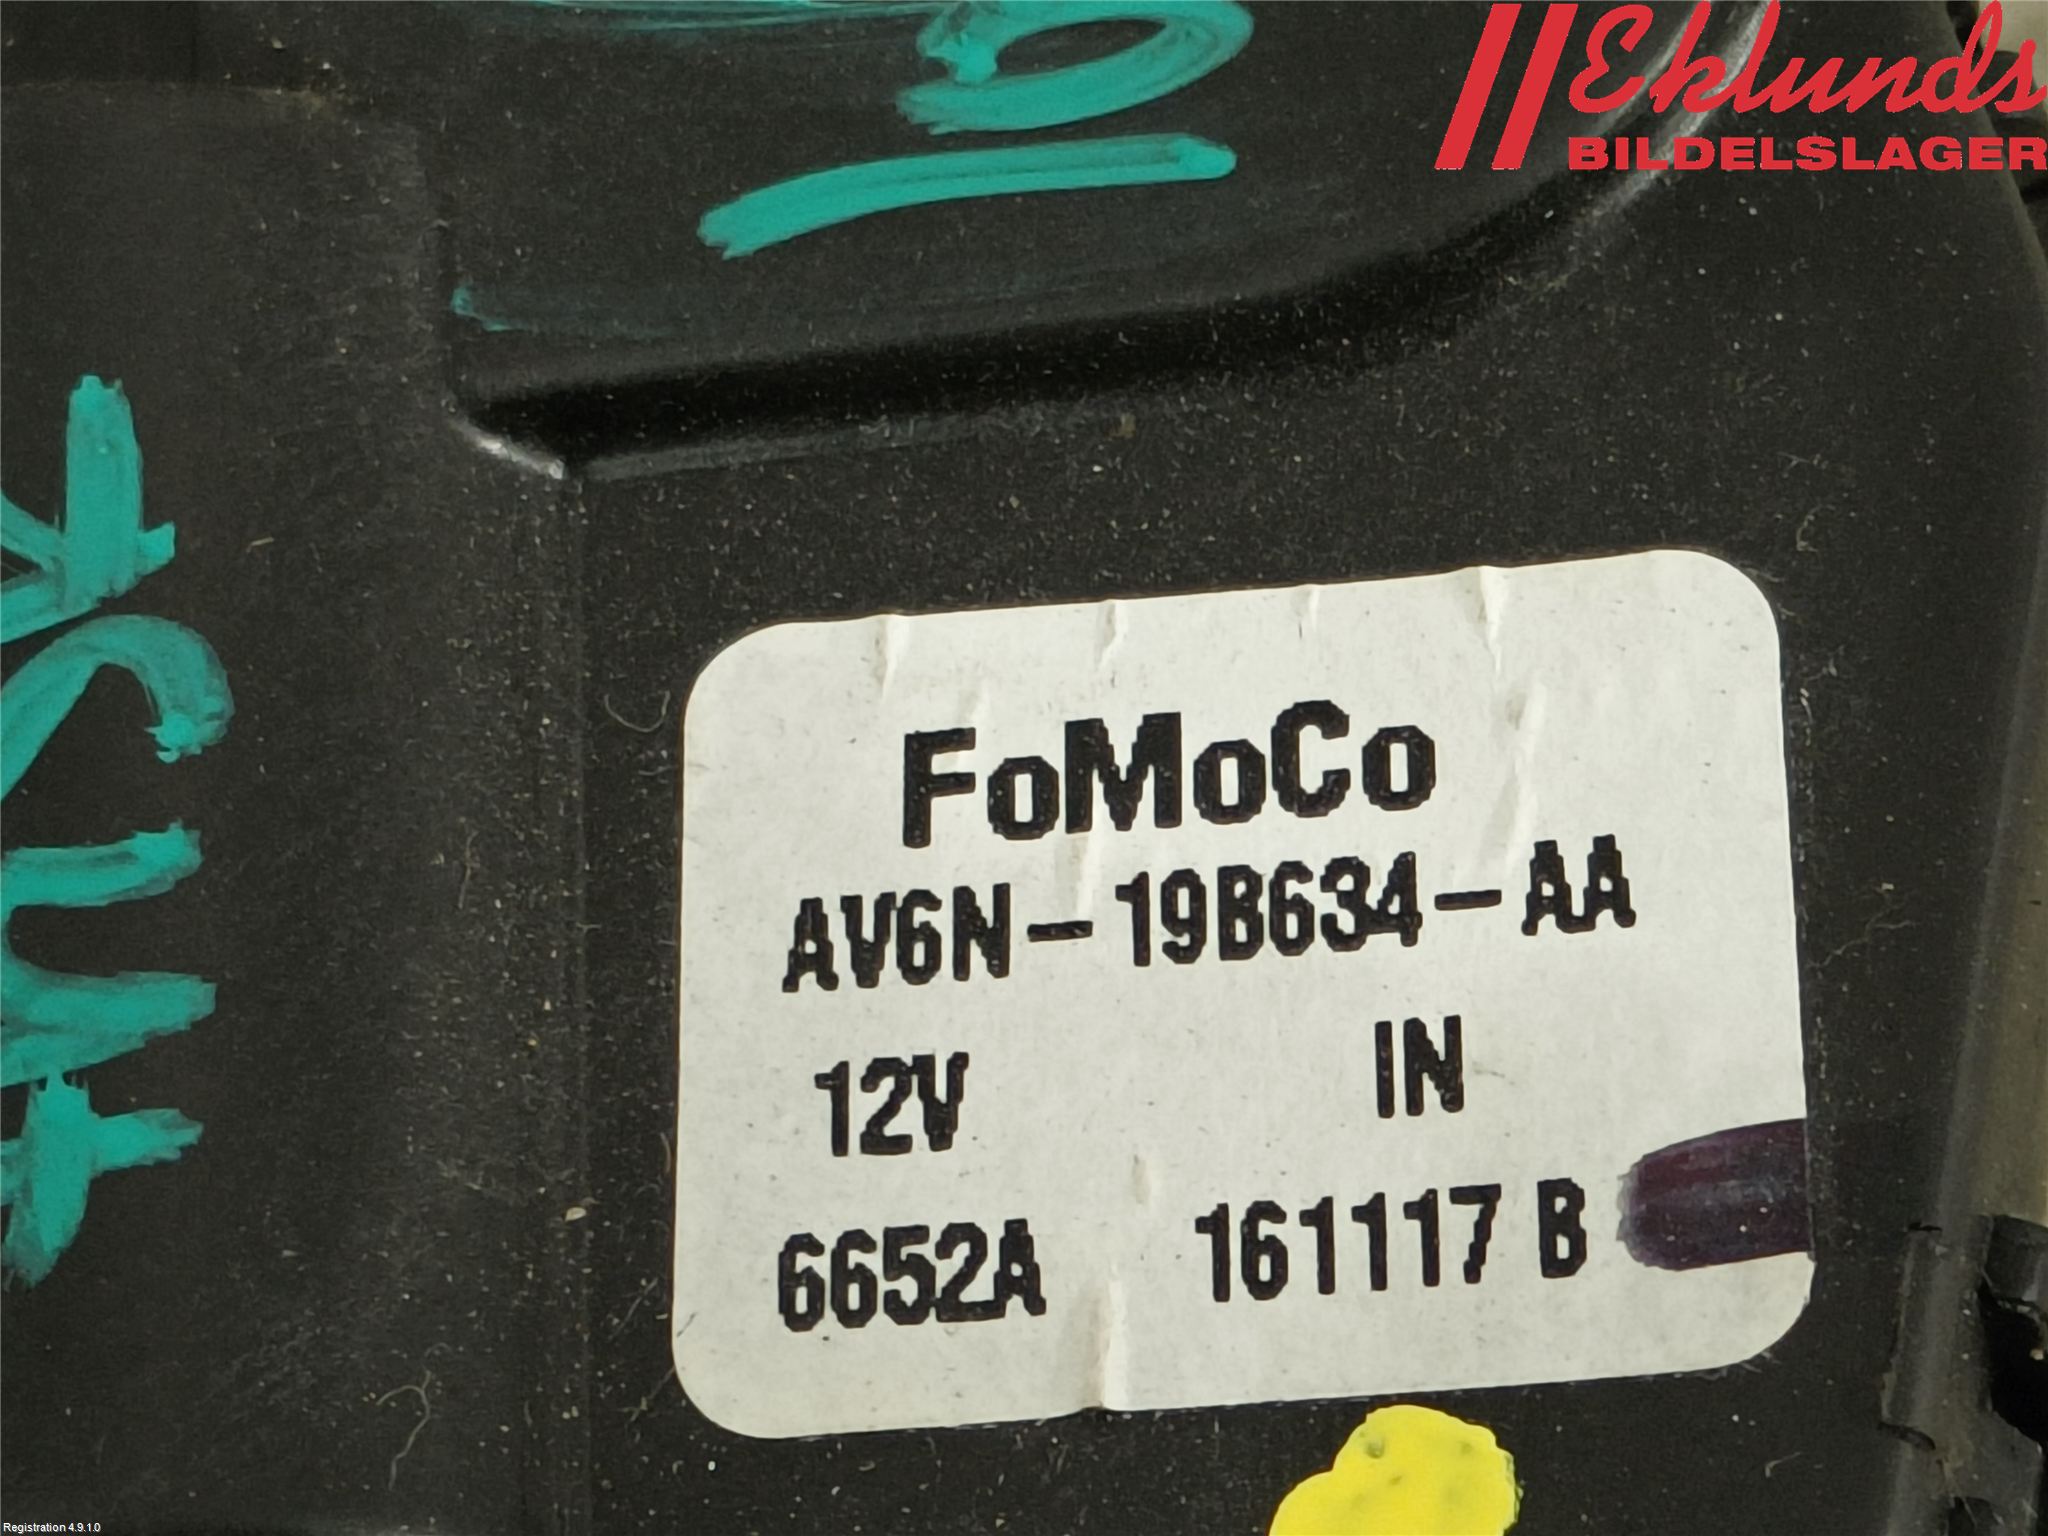 Eklunds
BILDELSLAGER
FoMoCo
AV6N-19B634-AA
12V IN
6652A 161117 B
Registration 4.9.1.0